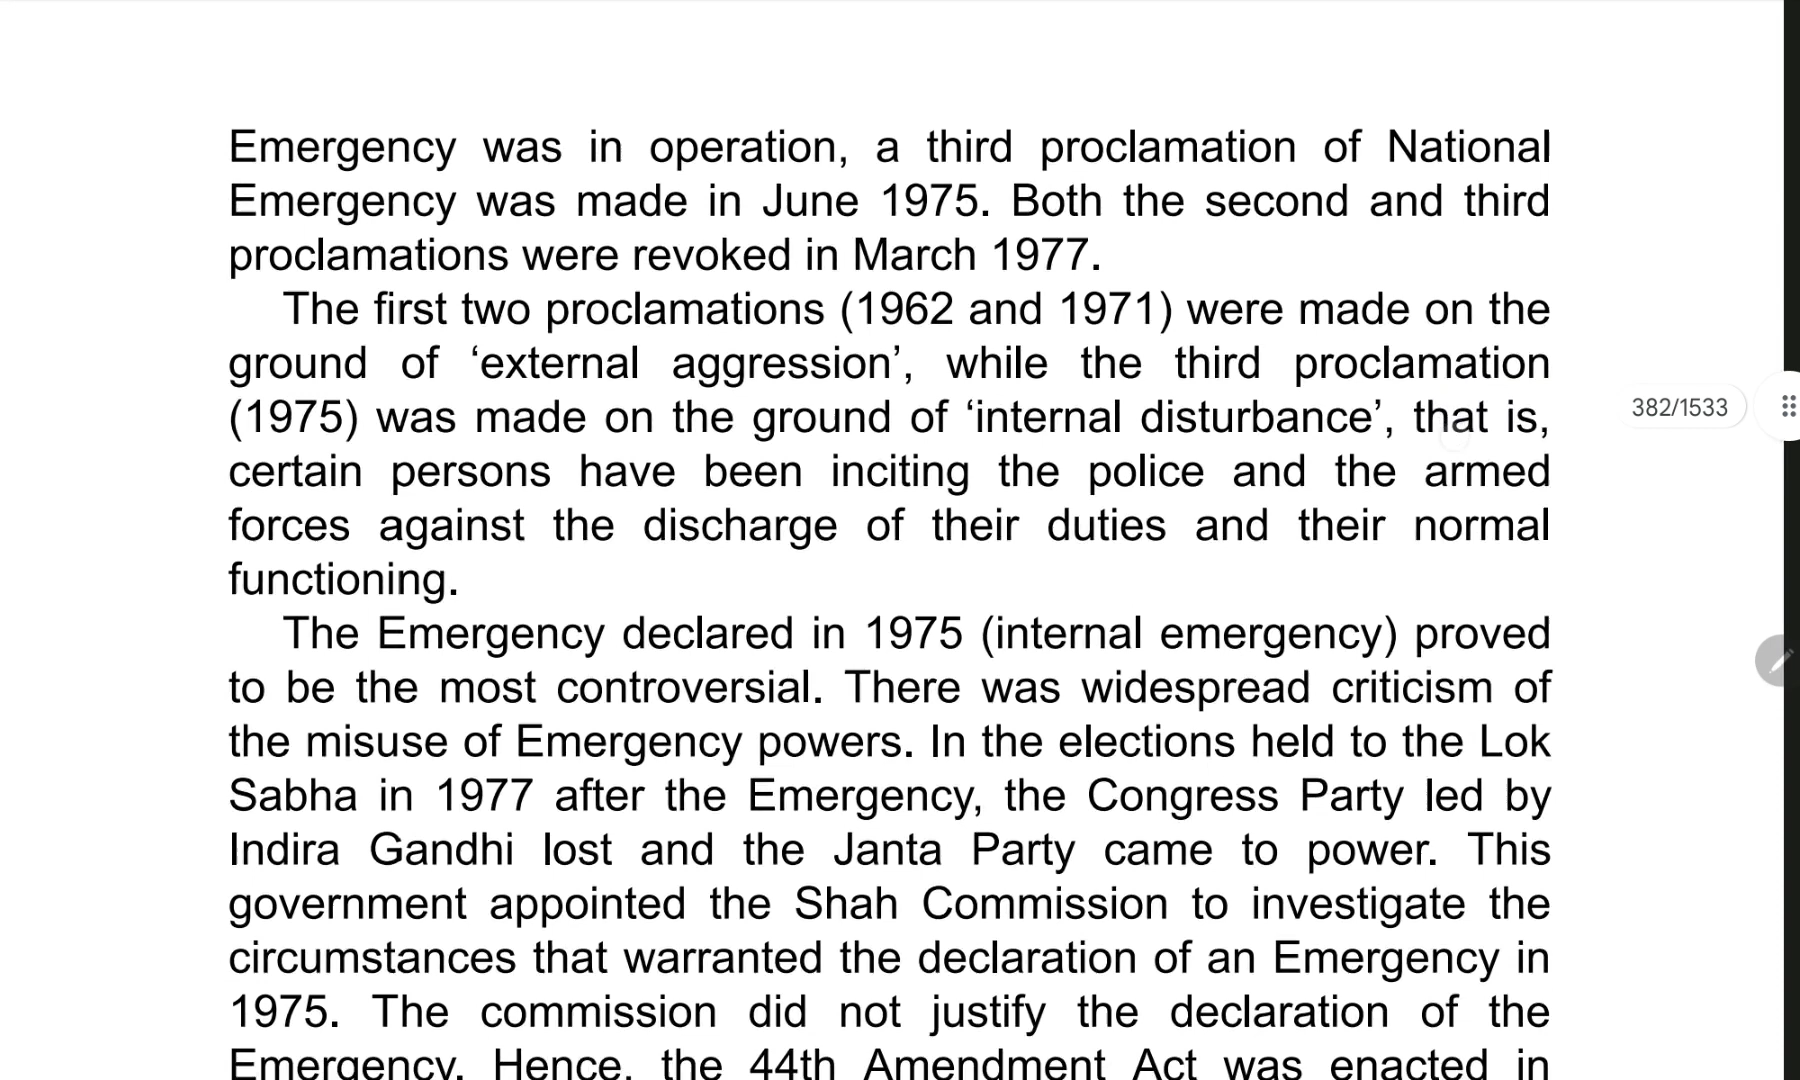 Emergency was in operation, a third proclamation of National
Emergency was made in June 1975. Both the second and third
proclamations were revoked in March 1977.
The first two proclamations (1962 and 1971) were made on the
ground of ‘external aggression’, while the third proclamation
(1975) was made on the ground of ‘internal disturbance’, that is,
certain persons have been inciting the police and the armed
forces against the discharge of their duties and their normal
functioning.
The Emergency declared in 1975 (internal emergency) proved
to be the most controversial. There was widespread criticism of
the misuse of Emergency powers. In the elections held to the Lok
Sabha in 1977 after the Emergency, the Congress Party led by
Indira Gandhi lost and the Janta Party came to power. This
government appointed the Shah Commission to investigate the
circumstances that warranted the declaration of an Emergency in
1975. The commission did not justify the declaration of the
Emergency. Hence, the 44th Amendment Act was enacted in
382/1533